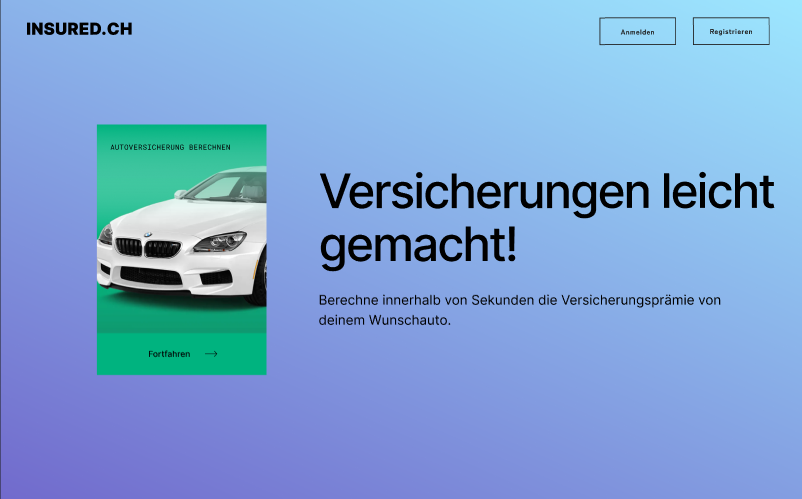 INSURED.CH
Anmelden
Registrieren
AUTOVERSICHERUNG BERECHNEN
Fortfahren
Versicherungen leicht
gemacht!
Berechne innerhalb von Sekunden die Versicherungsprämie von
deinem Wunschauto.